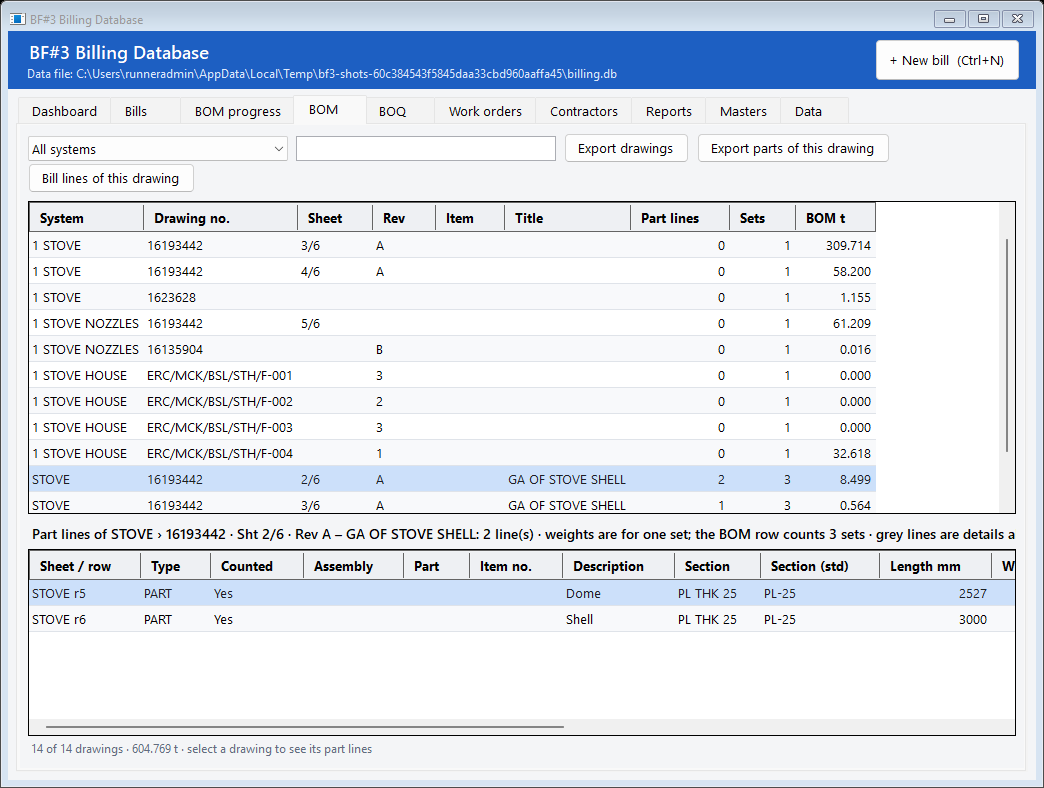 BF#3 Billing Database
BF#3 Billing Database
Data file: C:\Users\runneradmin\AppData\Local\Temp\bf3-shots-60c384543f5845daa33cbd960aaffa45\billing.db
+ New bill (Ctrl+N)
Dashboard Bills BOM progress BOM BOQ Work orders Contractors Reports Masters Data
All systems Export drawings Export parts of this drawing
Bill lines of this drawing
System Drawing no. Sheet Rev Item Title Part lines Sets BOM t
1 STOVE 16193442 3/6 A 0 1 309.714
1 STOVE 16193442 4/6 A 0 1 58.200
1 STOVE 1623628 0 1 1.155
1 STOVE NOZZLES 16193442 5/6 0 1 61.209
1 STOVE NOZZLES 16135904 B 0 1 0.016
1 STOVE HOUSE ERC/MCK/BSL/STH/F-001 3 0 1 0.000
1 STOVE HOUSE ERC/MCK/BSL/STH/F-002 2 0 1 0.000
1 STOVE HOUSE ERC/MCK/BSL/STH/F-003 3 0 1 0.000
1 STOVE HOUSE ERC/MCK/BSL/STH/F-004 1 0 1 32.618
STOVE 16193442 2/6 A GA OF STOVE SHELL 2 3 8.499
STOVE 16193442 3/6 A GA OF STOVE SHELL 1 3 0.564
Part lines of STOVE › 16193442 · Sht 2/6 · Rev A – GA OF STOVE SHELL: 2 line(s) · weights are for one set; the BOM row counts 3 sets · grey lines are details a
Sheet / row Type Counted Assembly Part Item no. Description Section Section (std) Length mm W
STOVE r5 PART Yes Dome PL THK 25 PL-25 2527
STOVE r6 PART Yes Shell PL THK 25 PL-25 3000
14 of 14 drawings · 604.769 t · select a drawing to see its part lines